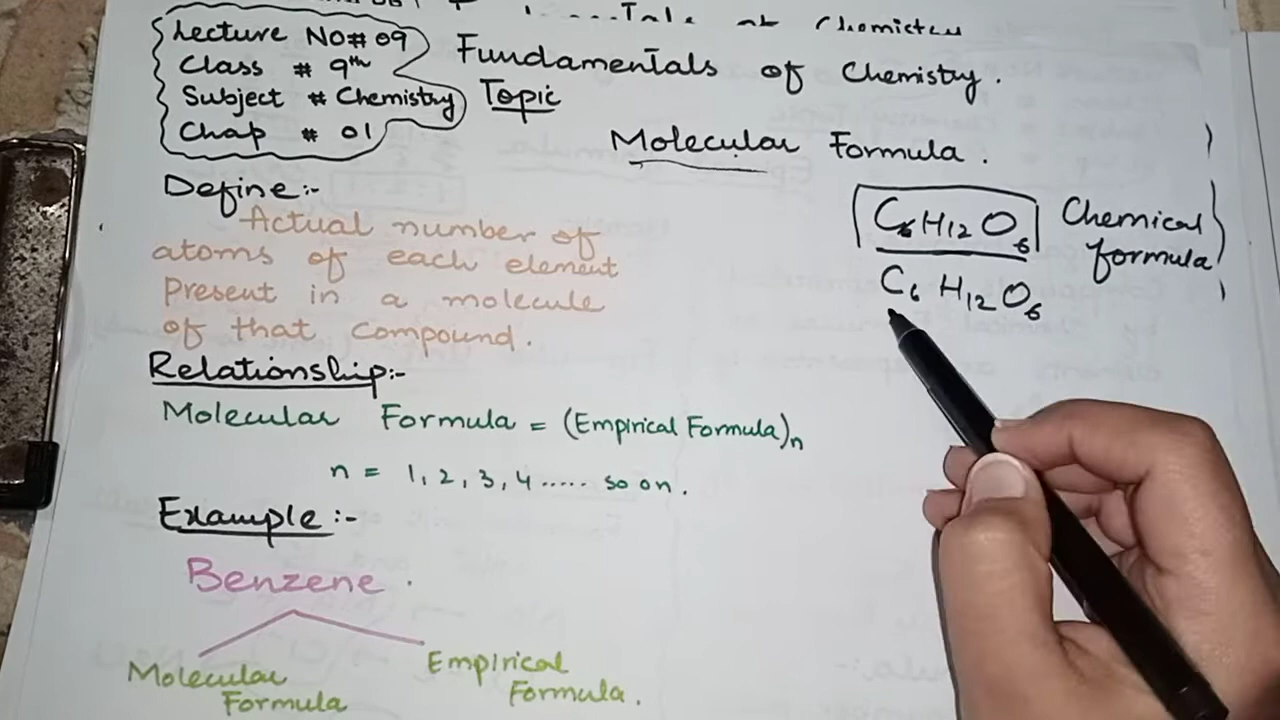 Lecture NO# 09
Class # 9th
Subject # Chemistry
Chap # 01
Fundamentals of Chemistry.
Topic
Molecular Formula.
Define:-
Actual number of
atoms of each element
Present in a molecule
of that compound.
C6H12O6 Chemical
formula
C6 H12O6
Relationship:-
Molecular Formula = (Empirical Formula)n
n = 1, 2, 3, 4..... so on.
Example:-
Benzene.
Molecular
Formula
Empirical
Formula.